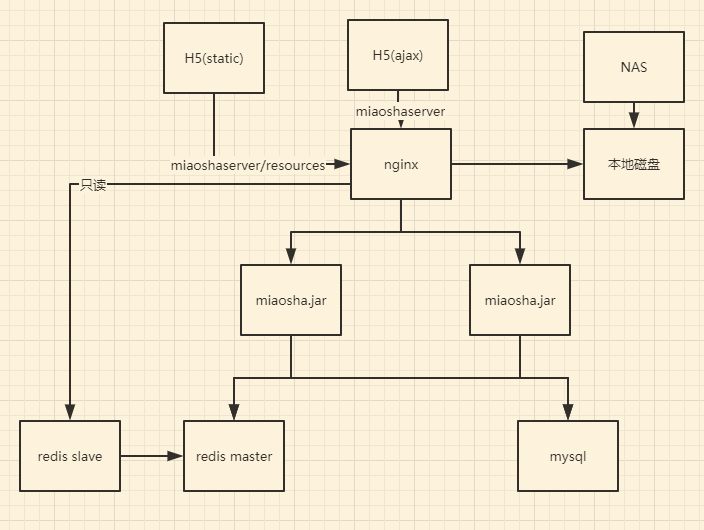 H5(static)
H5(ajax)
NAS
miaoshaserver
miaoshaserver/resources
nginx
本地磁盘
只读
miaosha.jar
miaosha.jar
redis slave
redis master
mysql